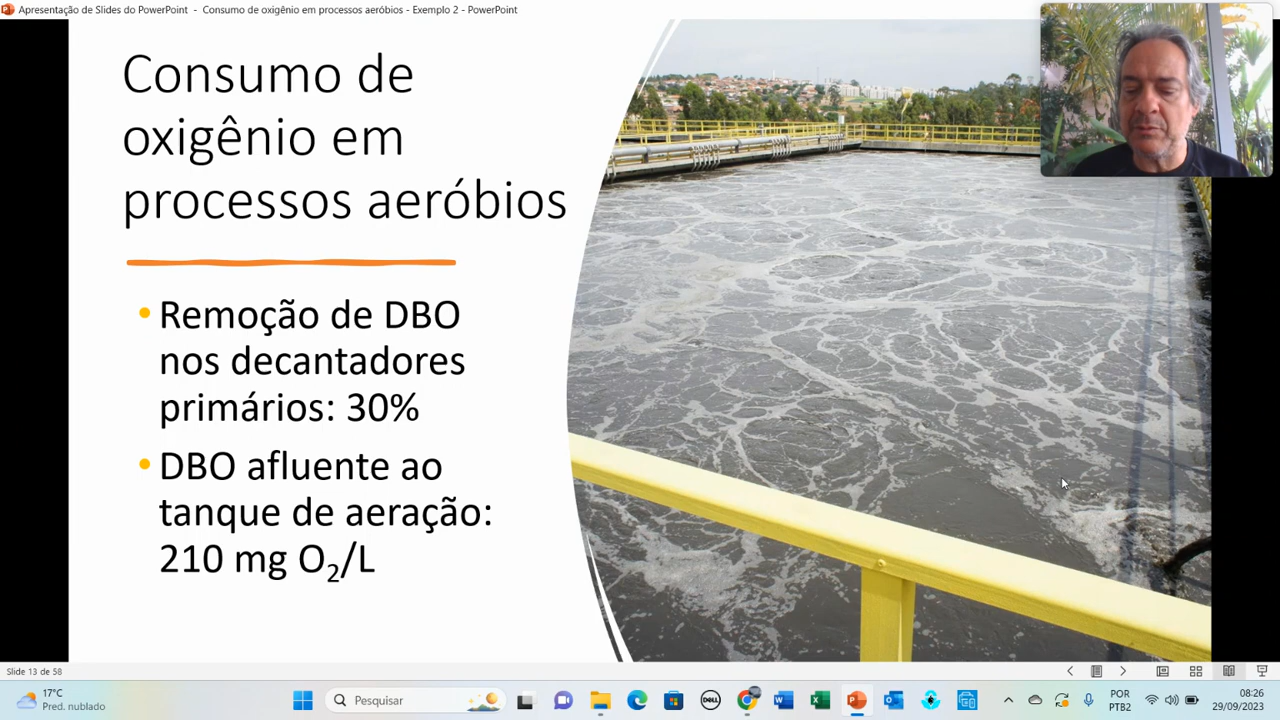 Apresentação de Slides do PowerPoint - Consumo de oxigênio em processos aeróbios - Exemplo 2 - PowerPoint
Consumo de
oxigênio em
processos aeróbios
• Remoção de DBO
nos decantadores
primários: 30%
• DBO afluente ao
tanque de aeração:
210 mg O₂/L
Slide 13 de 58
17°C
Pred. nublado
Pesquisar
DELL
POR
PTB2
08:26
29/09/2023